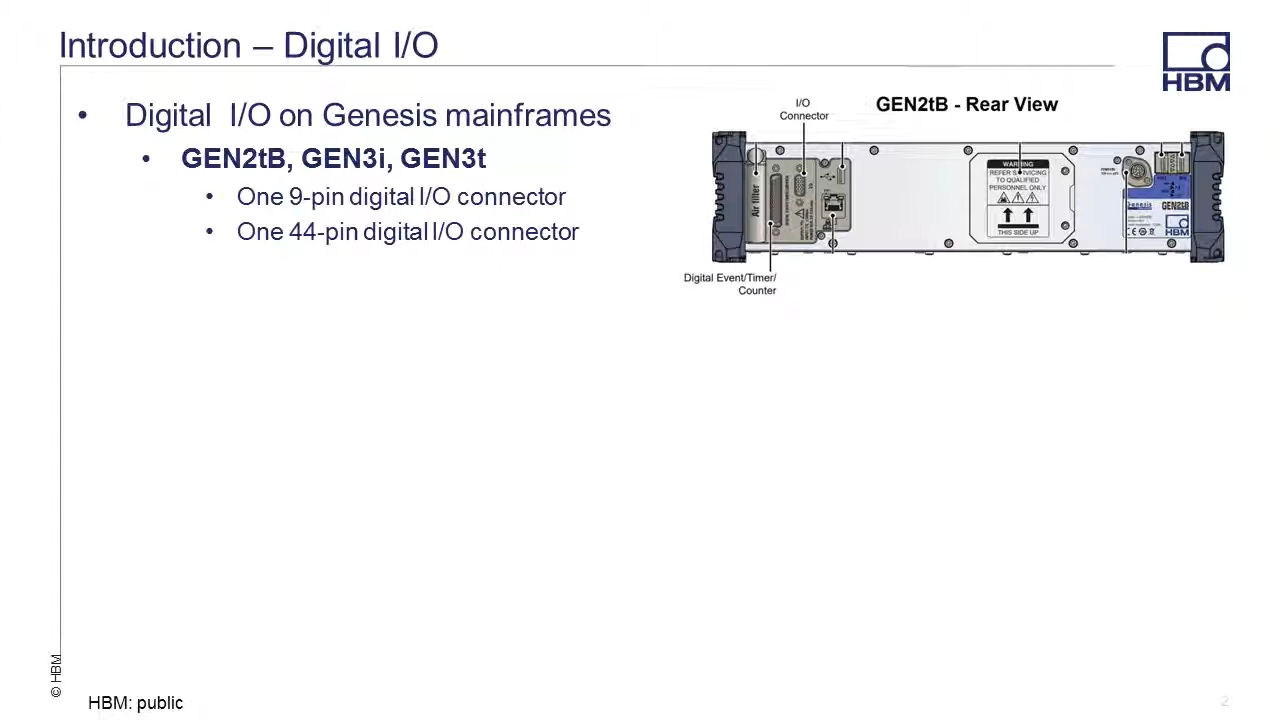 Introduction – Digital I/O
HBM
• Digital I/O on Genesis mainframes
• GEN2tB, GEN3i, GEN3t
• One 9-pin digital I/O connector
• One 44-pin digital I/O connector
I/O
Connector
GEN2tB - Rear View
Air filter
WARNING
REFER SERVICING
TO QUALIFIED
PERSONNEL ONLY
THIS SIDE UP
GEN2tB
HBM
Digital Event/Timer/
Counter
© HBM
HBM: public
2